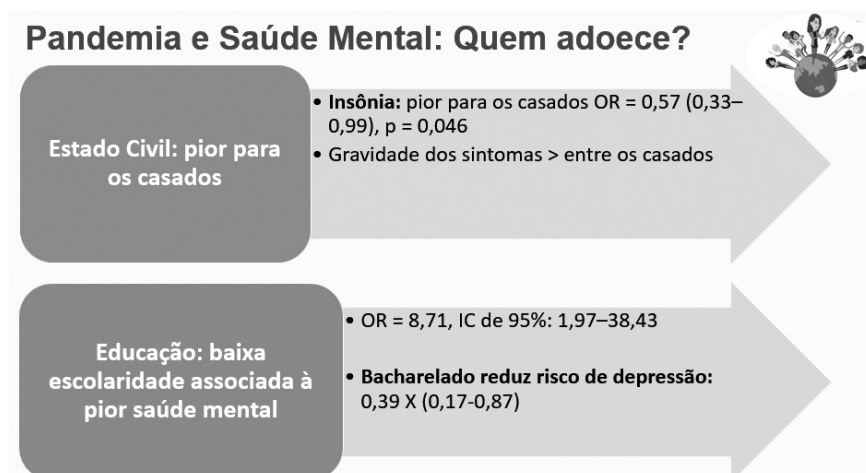 Pandemia e Saúde Mental: Quem adoece?
Estado Civil: pior para
os casados
• Insônia: pior para os casados OR = 0,57 (0,33–
0,99), p = 0,046
• Gravidade dos sintomas > entre os casados
Educação: baixa
escolaridade associada à
pior saúde mental
• OR = 8,71, IC de 95%: 1,97–38,43
• Bacharelado reduz risco de depressão:
0,39 X (0,17-0,87)